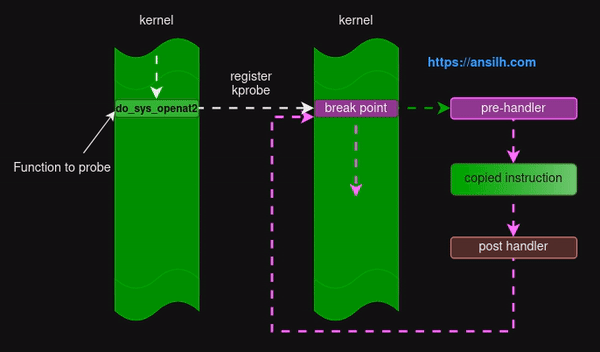 kernel
kernel
https://ansilh.com
register
kprobe
do_sys_openat2
break point
pre-handler
Function to probe
copied instruction
post handler